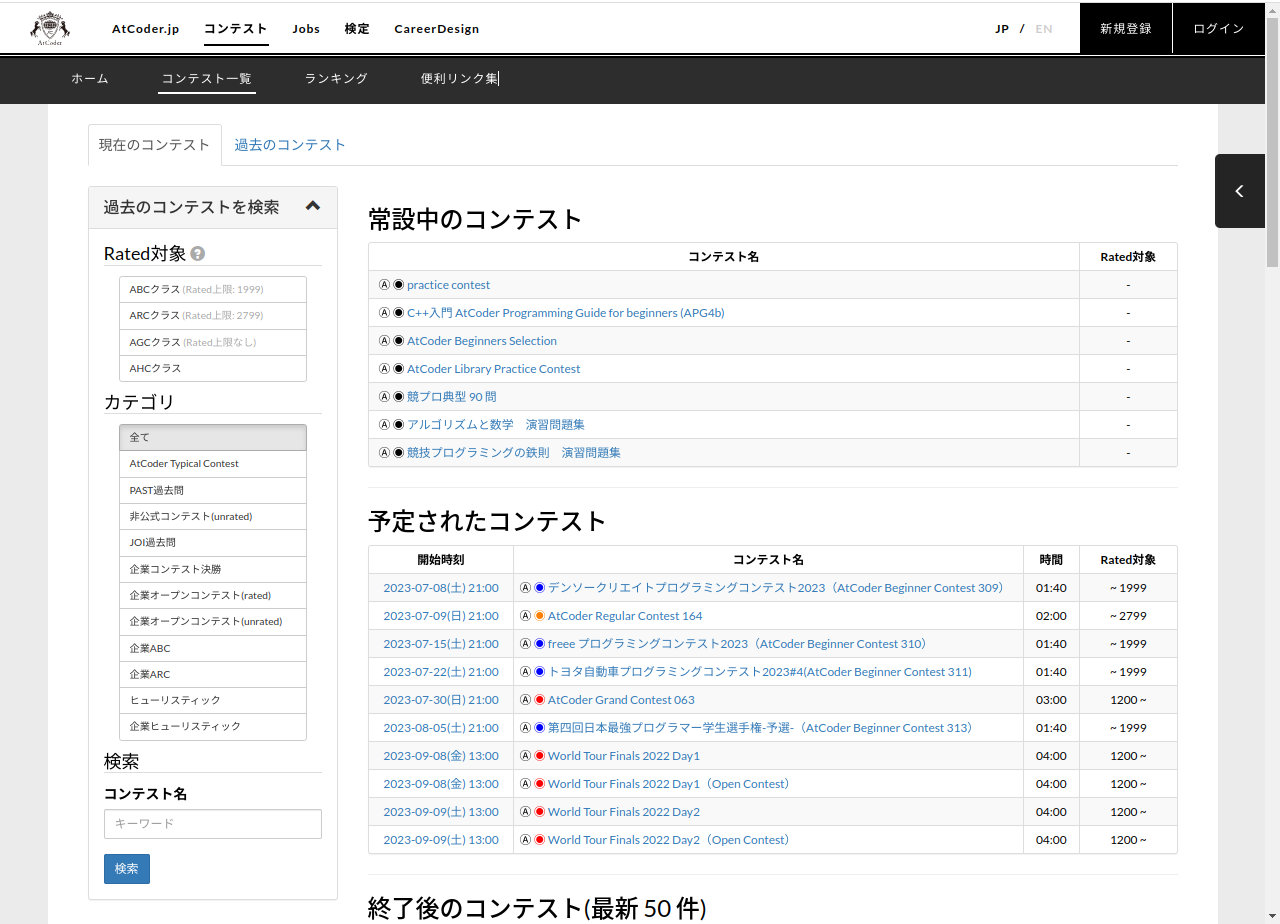 AtCoder
AtCoder.jp コンテスト Jobs 検定 CareerDesign JP / EN 新規登録 ログイン
ホーム コンテスト一覧 ランキング 便利リンク集
現在のコンテスト 過去のコンテスト
過去のコンテストを検索
Rated対象
ABCクラス (Rated上限: 1999)
ARCクラス (Rated上限: 2799)
AGCクラス (Rated上限なし)
AHCクラス
カテゴリ
全て
AtCoder Typical Contest
PAST過去問
非公式コンテスト(unrated)
JOI過去問
企業コンテスト決勝
企業オープンコンテスト(rated)
企業オープンコンテスト(unrated)
企業ABC
企業ARC
ヒューリスティック
企業ヒューリスティック
検索
コンテスト名
キーワード
検索
常設中のコンテスト
コンテスト名 Rated対象
Ⓐ ◉ practice contest -
Ⓐ ◉ C++入門 AtCoder Programming Guide for beginners (APG4b) -
Ⓐ ◉ AtCoder Beginners Selection -
Ⓐ ◉ AtCoder Library Practice Contest -
Ⓐ ◉ 競プロ典型 90 問 -
Ⓐ ◉ アルゴリズムと数学　演習問題集 -
Ⓐ ◉ 競技プログラミングの鉄則　演習問題集 -
予定されたコンテスト
開始時刻 コンテスト名 時間 Rated対象
2023-07-08(土) 21:00 Ⓐ ◉ デンソークリエイトプログラミングコンテスト2023（AtCoder Beginner Contest 309） 01:40 ~ 1999
2023-07-09(日) 21:00 Ⓐ ◉ AtCoder Regular Contest 164 02:00 ~ 2799
2023-07-15(土) 21:00 Ⓐ ◉ freee プログラミングコンテスト2023（AtCoder Beginner Contest 310） 01:40 ~ 1999
2023-07-22(土) 21:00 Ⓐ ◉ トヨタ自動車プログラミングコンテスト2023#4(AtCoder Beginner Contest 311) 01:40 ~ 1999
2023-07-30(日) 21:00 Ⓐ ◉ AtCoder Grand Contest 063 03:00 1200 ~
2023-08-05(土) 21:00 Ⓐ ◉ 第四回日本最強プログラマー学生選手権-予選-（AtCoder Beginner Contest 313） 01:40 ~ 1999
2023-09-08(金) 13:00 Ⓐ ◉ World Tour Finals 2022 Day1 04:00 1200 ~
2023-09-08(金) 13:00 Ⓐ ◉ World Tour Finals 2022 Day1（Open Contest） 04:00 1200 ~
2023-09-09(土) 13:00 Ⓐ ◉ World Tour Finals 2022 Day2 04:00 1200 ~
2023-09-09(土) 13:00 Ⓐ ◉ World Tour Finals 2022 Day2（Open Contest） 04:00 1200 ~
終了後のコンテスト(最新 50 件)